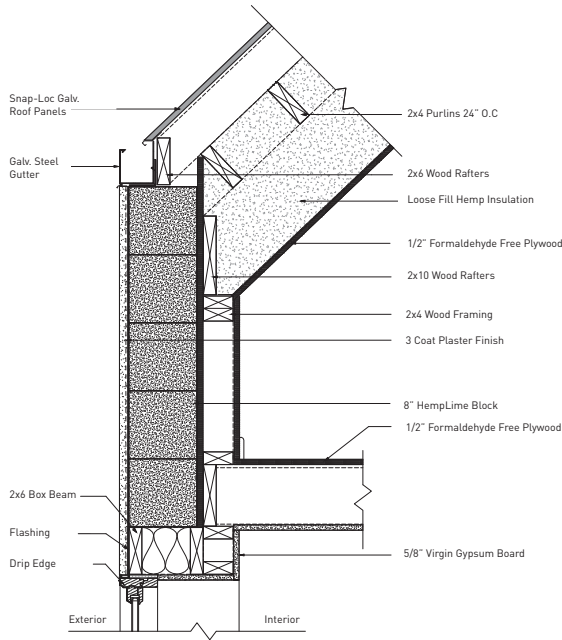 Snap-Loc Galv.
Roof Panels
Galv. Steel
Gutter
2x4 Purlins 24" O.C
2x6 Wood Rafters
Loose Fill Hemp Insulation
1/2" Formaldehyde Free Plywood
2x10 Wood Rafters
2x4 Wood Framing
3 Coat Plaster Finish
8" HempLime Block
1/2" Formaldehyde Free Plywood
2x6 Box Beam
Flashing
Drip Edge
5/8" Virgin Gypsum Board
Exterior
Interior